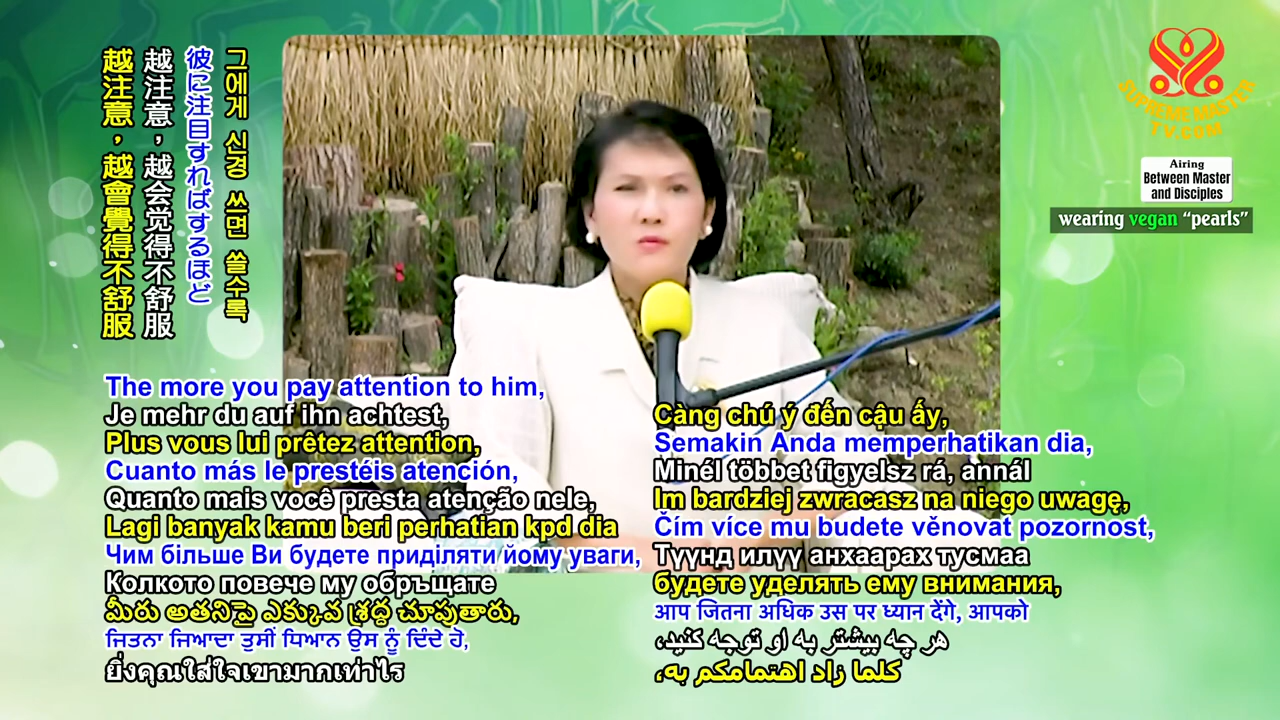 越注意，越會覺得不舒服
越注意，越会觉得不舒服
彼に注目すればするほど
그에게 신경 쓰면 쓸수록
SUPREME MASTER
TV.COM
Airing
Between Master
and Disciples
wearing vegan “pearls”
The more you pay attention to him,
Je mehr du auf ihn achtest,
Plus vous lui prêtez attention,
Cuanto más le prestéis atención,
Quanto mais você presta atenção nele,
Lagi banyak kamu beri perhatian kpd dia
Чим більше Ви будете приділяти йому уваги,
Колкото повече му обръщате
మీరు అతనిపై ఎక్కువ శ్రద్ధ చూపుతారు,
ਜਿਤਨਾ ਜਿਆਦਾ ਤੁਸੀਂ ਧਿਆਨ ਉਸ ਨੂੰ ਦਿੰਦੇ ਹੋ,
ยิ่งคุณใส่ใจเขามากเท่าไร
Càng chú ý đến cậu ấy,
Semakin Anda memperhatikan dia,
Minél többet figyelsz rá, annál
Im bardziej zwracasz na niego uwagę,
Čím více mu budete věnovat pozornost,
Түүнд илүү анхаарах тусмаа
будете уделять ему внимания,
आप जितना अधिक उस पर ध्यान देंगे, आपको
هر چه بیشتر به او توجه کنید،
كلما زاد اهتمامكم به،